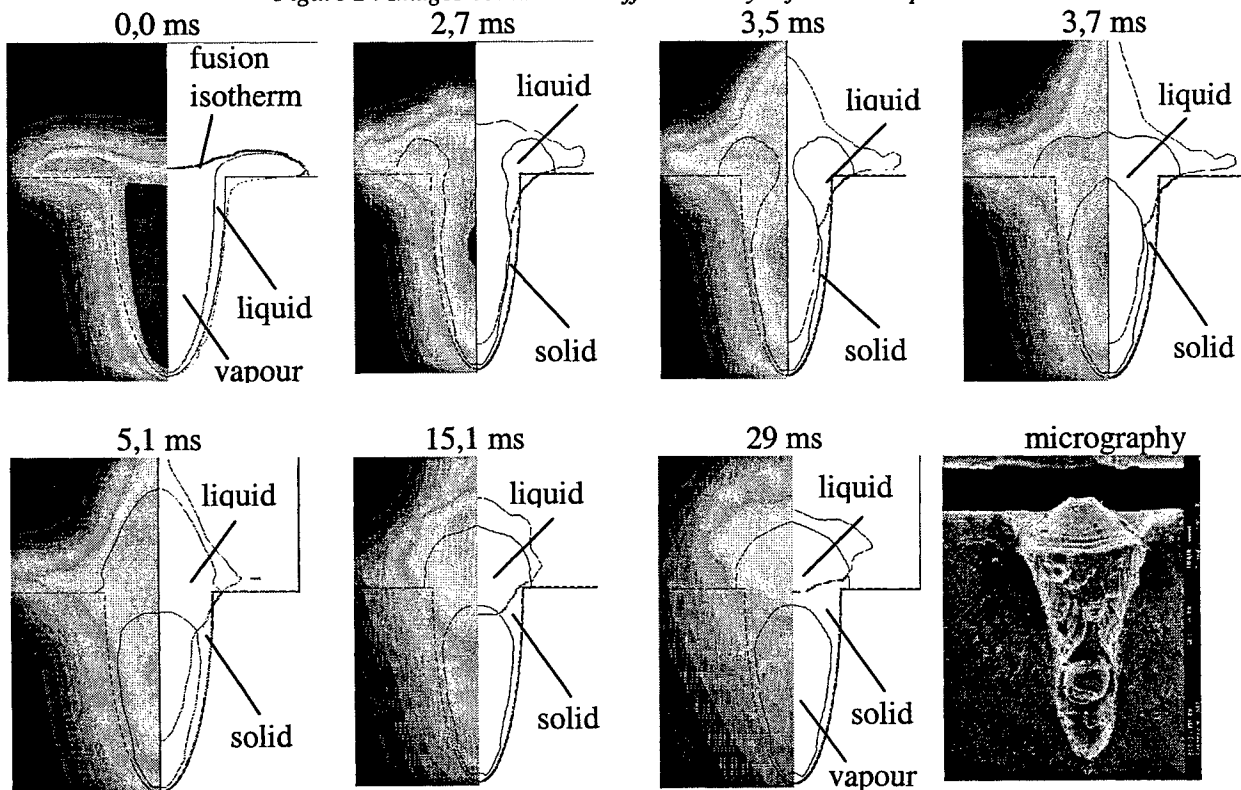 0,0 ms
2,7 ms
3,5 ms
3,7 ms
fusion
isotherm
liquid
vapour
liquid
solid
liquid
solid
liquid
solid
5,1 ms
15,1 ms
29 ms
micrography
liquid
solid
liquid
solid
liquid
solid
vapour